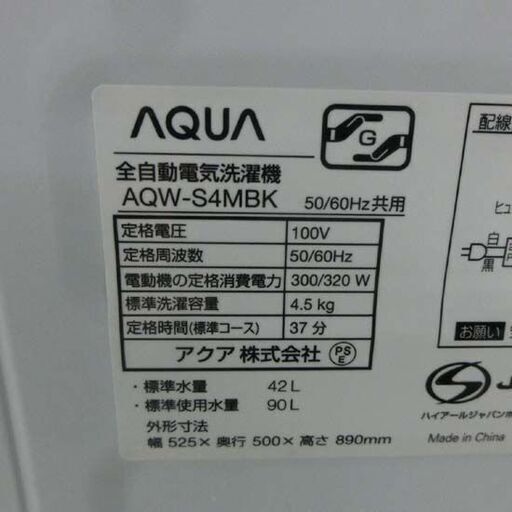 AQUA
G
全自動電気洗濯機
AQW-S4MBK 50/60Hz共用
定格電圧 100V
定格周波数 50/60Hz
電動機の定格消費電力 300/320 W
標準洗濯容量 4.5 kg
定格時間(標準コース) 37 分
アクア 株式会社 PSE
・標準水量 42 L
・標準使用水量 90 L
外形寸法
幅 525× 奥行 500× 高さ 890mm
配線
ヒュ
白
黒
お願い
S J
ハイアールジャパンホ
Made in China